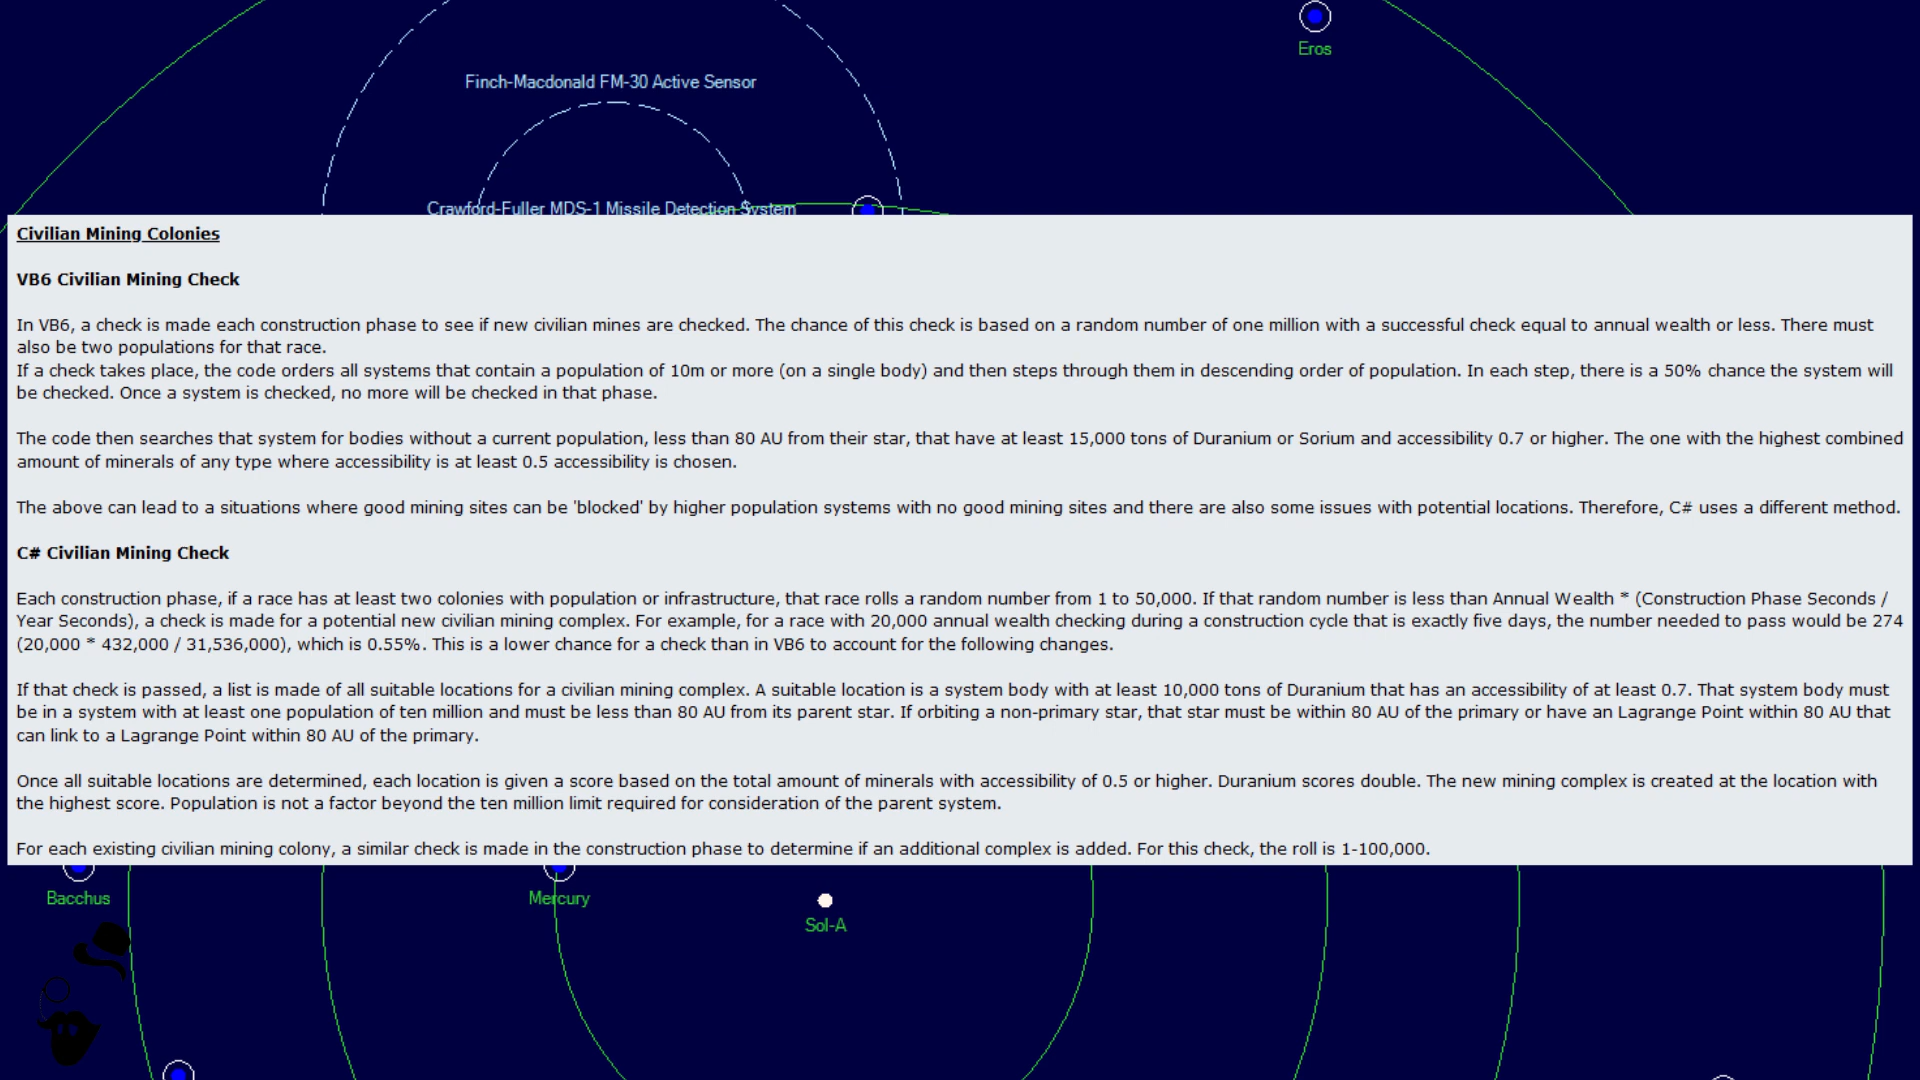 Eros
Finch-Macdonald FM-30 Active Sensor
Crawford-Fuller MDS-1 Missile Detection System
Civilian Mining Colonies
VB6 Civilian Mining Check
In VB6, a check is made each construction phase to see if new civilian mines are checked. The chance of this check is based on a random number of one million with a successful check equal to annual wealth or less. There must
also be two populations for that race.
If a check takes place, the code orders all systems that contain a population of 10m or more (on a single body) and then steps through them in descending order of population. In each step, there is a 50% chance the system will
be checked. Once a system is checked, no more will be checked in that phase.
The code then searches that system for bodies without a current population, less than 80 AU from their star, that have at least 15,000 tons of Duranium or Sorium and accessibility 0.7 or higher. The one with the highest combined
amount of minerals of any type where accessibility is at least 0.5 accessibility is chosen.
The above can lead to a situations where good mining sites can be 'blocked' by higher population systems with no good mining sites and there are also some issues with potential locations. Therefore, C# uses a different method.
C# Civilian Mining Check
Each construction phase, if a race has at least two colonies with population or infrastructure, that race rolls a random number from 1 to 50,000. If that random number is less than Annual Wealth * (Construction Phase Seconds /
Year Seconds), a check is made for a potential new civilian mining complex. For example, for a race with 20,000 annual wealth checking during a construction cycle that is exactly five days, the number needed to pass would be 274
(20,000 * 432,000 / 31,536,000), which is 0.55%. This is a lower chance for a check than in VB6 to account for the following changes.
If that check is passed, a list is made of all suitable locations for a civilian mining complex. A suitable location is a system body with at least 10,000 tons of Duranium that has an accessibility of at least 0.7. That system body must
be in a system with at least one population of ten million and must be less than 80 AU from its parent star. If orbiting a non-primary star, that star must be within 80 AU of the primary or have an Lagrange Point within 80 AU that
can link to a Lagrange Point within 80 AU of the primary.
Once all suitable locations are determined, each location is given a score based on the total amount of minerals with accessibility of 0.5 or higher. Duranium scores double. The new mining complex is created at the location with
the highest score. Population is not a factor beyond the ten million limit required for consideration of the parent system.
For each existing civilian mining colony, a similar check is made in the construction phase to determine if an additional complex is added. For this check, the roll is 1-100,000.
Bacchus
Mercury
Sol-A